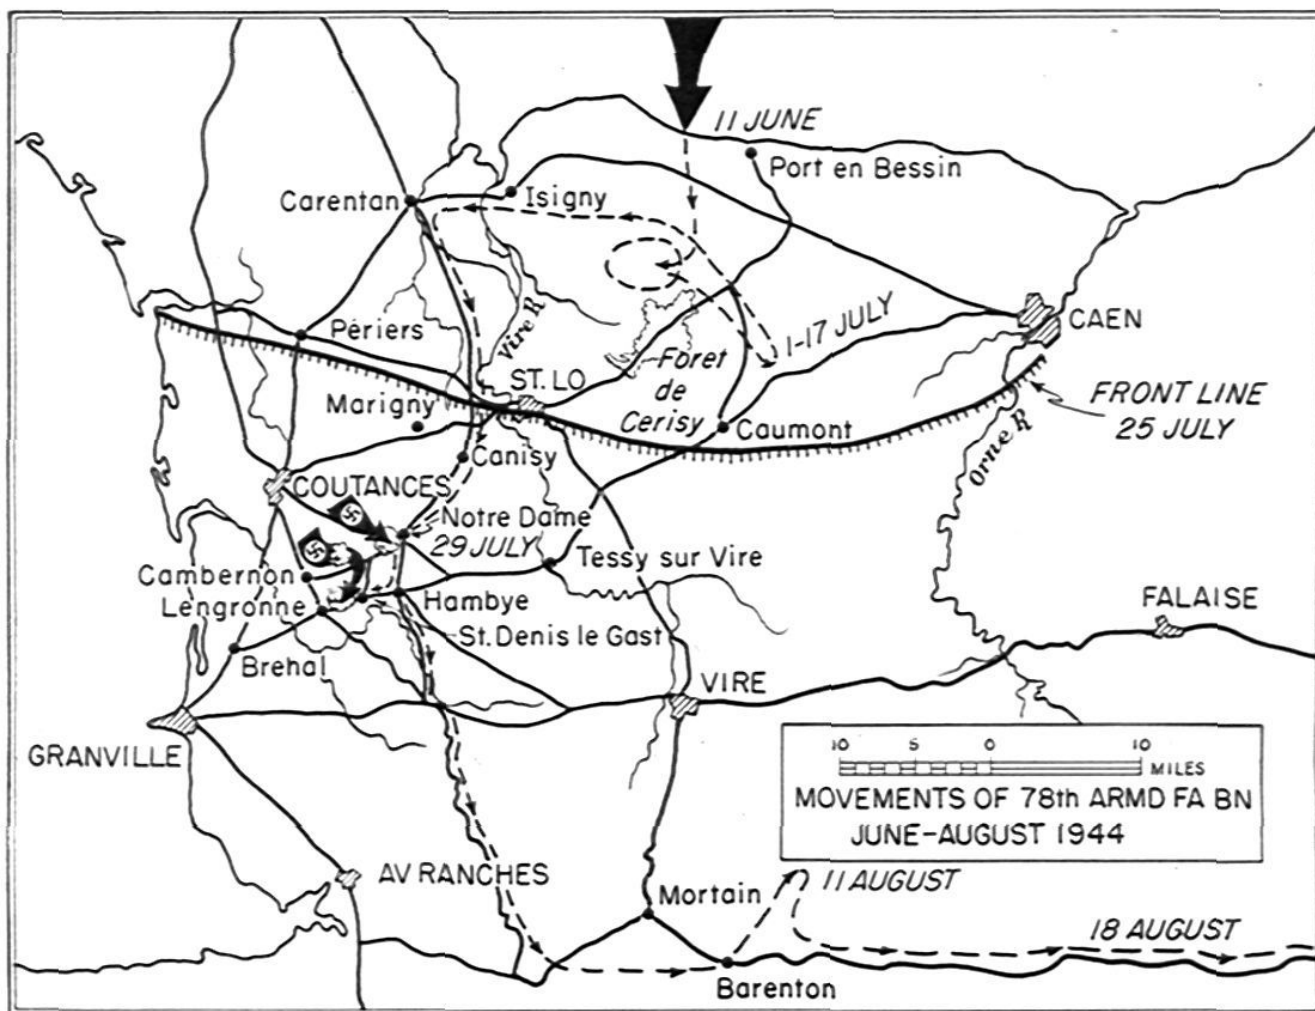 11 JUNE
Port en Bessin
Carentan
Isigny
Périers
Vire R
1-17 JULY
CAEN
ST. LO
Foret
de
Cerisy
Marigny
Caumont
FRONT LINE
25 JULY
Orne R
Canisy
COUTANCES
Notre Dame
29 JULY
Tessy sur Vire
Cambernon
Lengronne
Hambye
FALAISE
St. Denis le Gast
Brehal
VIRE
GRANVILLE
10 5 0 10
MILES
MOVEMENTS OF 78th ARMD FA BN
JUNE-AUGUST 1944
AVRANCHES
11 AUGUST
Mortain
18 AUGUST
Barenton